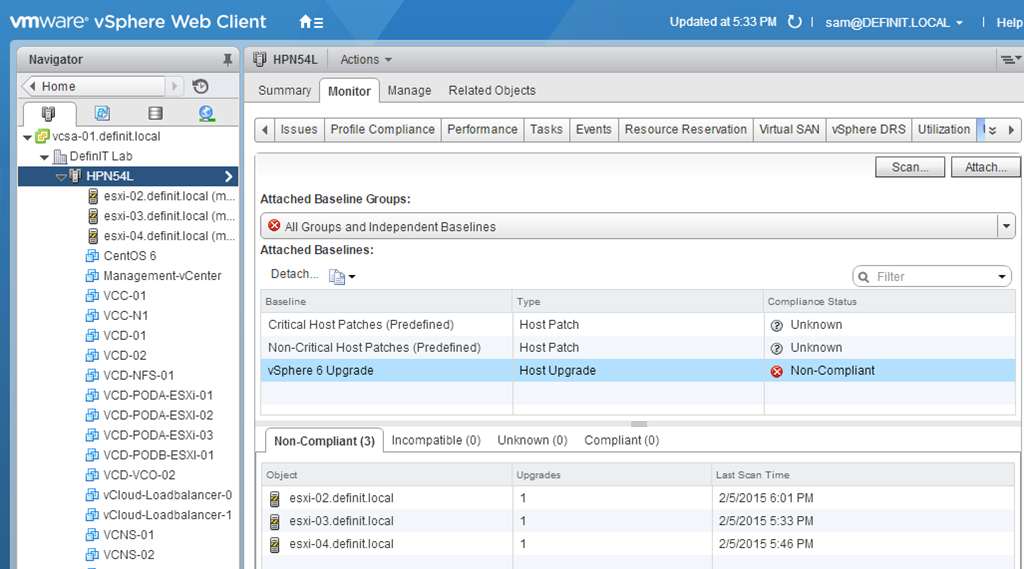 vmware® vSphere Web Client
Updated at 5:33 PM
sam@DEFINIT.LOCAL
Help
Navigator
Home
vcsa-01.definit.local
DefinIT Lab
HPN54L
esxi-02.definit.local (m...
esxi-03.definit.local (m...
esxi-04.definit.local (m...
CentOS 6
Management-vCenter
VCC-01
VCC-N1
VCD-01
VCD-02
VCD-NFS-01
VCD-PODA-ESXi-01
VCD-PODA-ESXI-02
VCD-PODA-ESXi-03
VCD-PODB-ESXi-01
VCD-VCO-02
vCloud-Loadbalancer-0
vCloud-Loadbalancer-1
VCNS-01
VCNS-02
HPN54L Actions
Summary Monitor Manage Related Objects
Issues Profile Compliance Performance Tasks Events Resource Reservation Virtual SAN vSphere DRS Utilization
Scan... Attach...
Attached Baseline Groups:
All Groups and Independent Baselines
Attached Baselines:
Detach... Filter
Baseline Type Compliance Status
Critical Host Patches (Predefined) Host Patch Unknown
Non-Critical Host Patches (Predefined) Host Patch Unknown
vSphere 6 Upgrade Host Upgrade Non-Compliant
Non-Compliant (3) Incompatible (0) Unknown (0) Compliant (0)
Object Upgrades Last Scan Time
esxi-02.definit.local 1 2/5/2015 6:01 PM
esxi-03.definit.local 1 2/5/2015 5:33 PM
esxi-04.definit.local 1 2/5/2015 5:46 PM